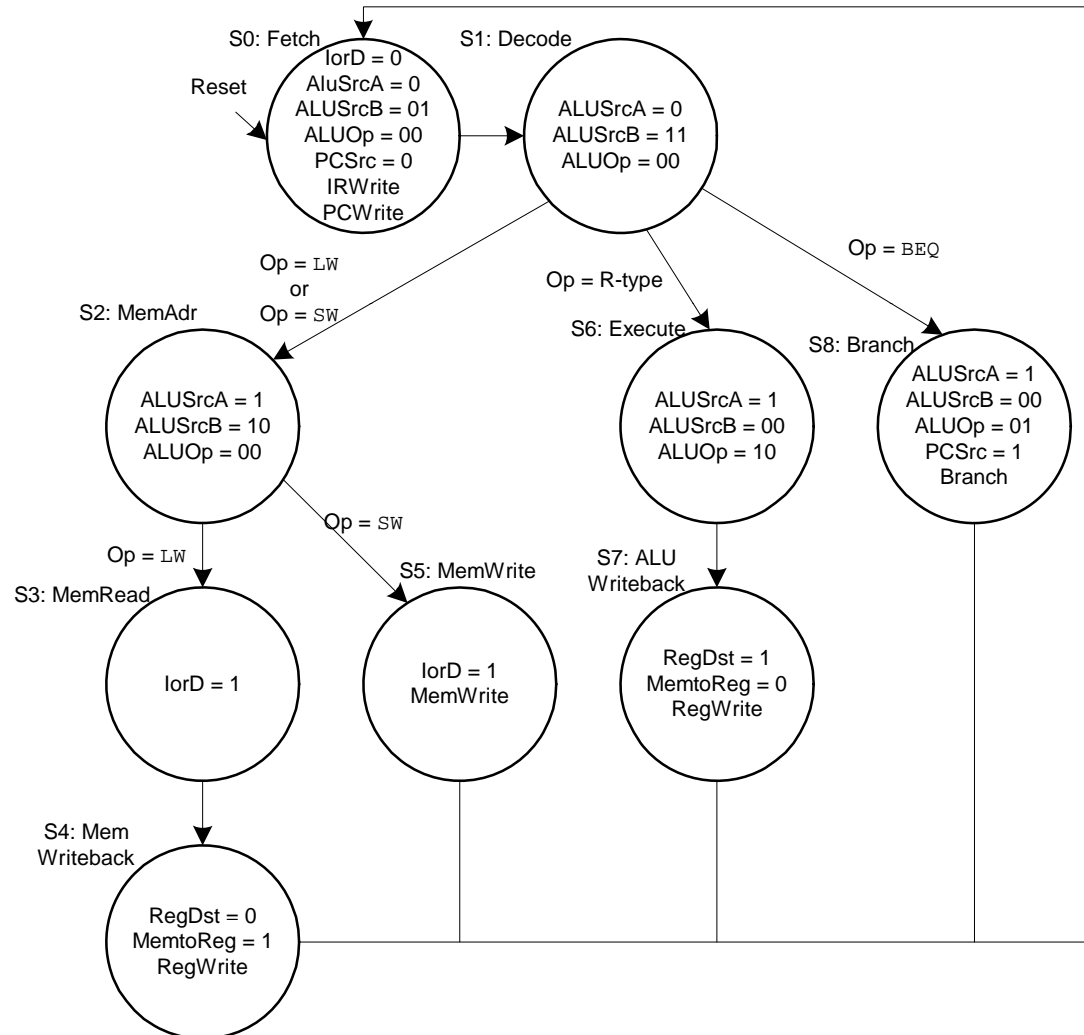 S0: Fetch
IorD = 0
AluSrcA = 0
ALUSrcB = 01
ALUOp = 00
PCSrc = 0
IRWrite
PCWrite
Reset
S1: Decode
ALUSrcA = 0
ALUSrcB = 11
ALUOp = 00
Op = LW
or
Op = SW
Op = R-type
Op = BEQ
S2: MemAdr
ALUSrcA = 1
ALUSrcB = 10
ALUOp = 00
S6: Execute
ALUSrcA = 1
ALUSrcB = 00
ALUOp = 10
S8: Branch
ALUSrcA = 1
ALUSrcB = 00
ALUOp = 01
PCSrc = 1
Branch
Op = LW
Op = SW
S3: MemRead
IorD = 1
S5: MemWrite
IorD = 1
MemWrite
S7: ALU
Writeback
RegDst = 1
MemtoReg = 0
RegWrite
S4: Mem
Writeback
RegDst = 0
MemtoReg = 1
RegWrite